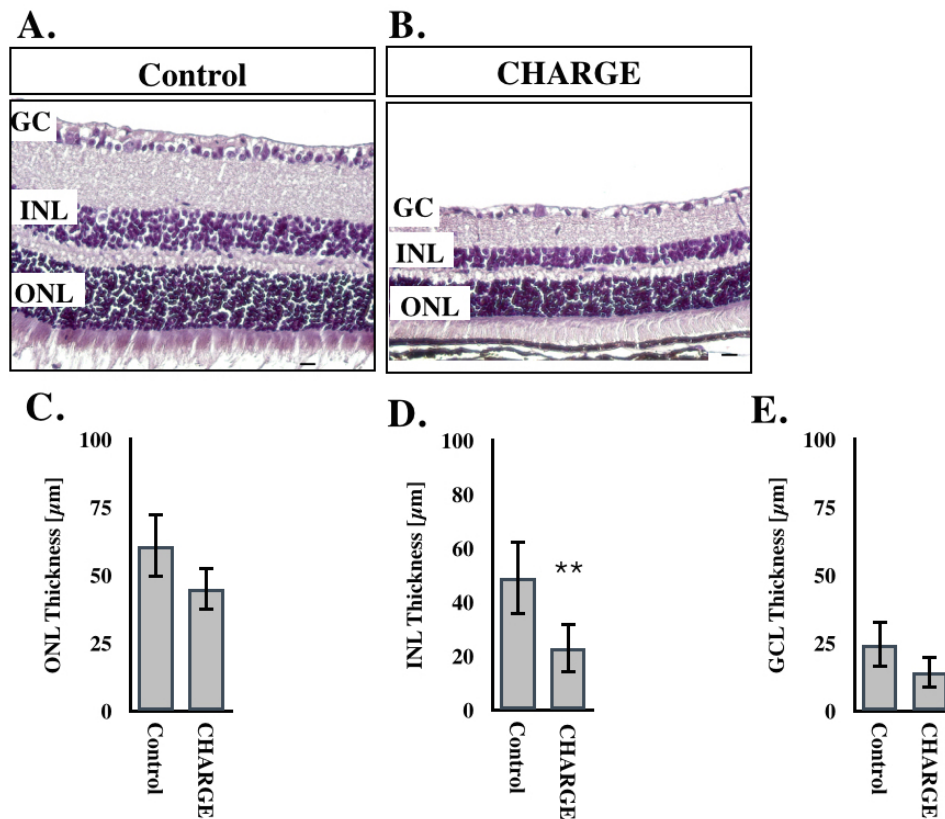 A.
Control
GC
INL
ONL
B.
CHARGE
GC
INL
ONL
C.
ONL Thickness [µm]
100
75
50
25
0
Control
CHARGE
D.
INL Thickness [µm]
100
80
60
40
20
0
**
Control
CHARGE
E.
GCL Thickness [µm]
100
75
50
25
0
Control
CHARGE